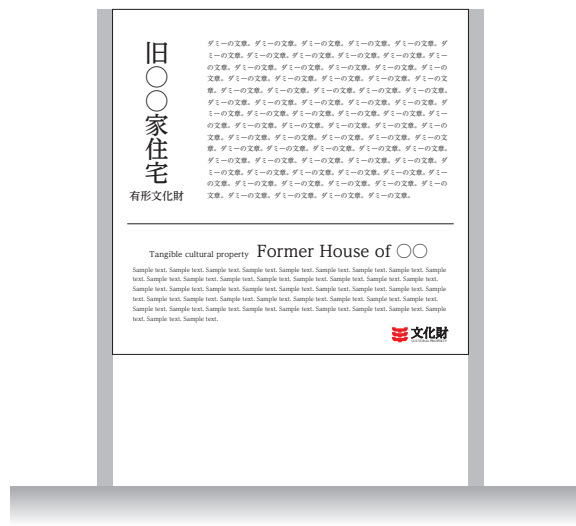 旧〇〇家住宅
有形文化財
ダミーの文章。ダミーの文章。ダミーの文章。ダミーの文章。ダミーの文章。ダ
ミーの文章。ダミーの文章。ダミーの文章。ダミーの文章。ダミーの文章。ダミー
の文章。ダミーの文章。ダミーの文章。ダミーの文章。ダミーの文章。ダミーの
文章。ダミーの文章。ダミーの文章。ダミーの文章。ダミーの文章。ダミーの文
章。ダミーの文章。ダミーの文章。ダミーの文章。ダミーの文章。ダミーの文章。
ダミーの文章。ダミーの文章。ダミーの文章。ダミーの文章。ダミーの文章。ダ
ミーの文章。ダミーの文章。ダミーの文章。ダミーの文章。ダミーの文章。ダミー
の文章。ダミーの文章。ダミーの文章。ダミーの文章。ダミーの文章。ダミーの
文章。ダミーの文章。ダミーの文章。ダミーの文章。ダミーの文章。ダミーの文
章。ダミーの文章。ダミーの文章。ダミーの文章。ダミーの文章。ダミーの文章。
ダミーの文章。ダミーの文章。ダミーの文章。ダミーの文章。ダミーの文章。ダ
ミーの文章。ダミーの文章。ダミーの文章。ダミーの文章。ダミーの文章。ダミー
の文章。ダミーの文章。ダミーの文章。ダミーの文章。ダミーの文章。ダミーの
文章。ダミーの文章。ダミーの文章。ダミーの文章。ダミーの文章。
Tangible cultural property Former House of 〇〇
Sample text. Sample text. Sample text. Sample text. Sample text. Sample text. Sample text. Sample text. Sample
text. Sample text. Sample text. Sample text. Sample text. Sample text. Sample text. Sample text. Sample text.
Sample text. Sample text. Sample text. Sample text. Sample text. Sample text. Sample text. Sample text. Sample
text. Sample text. Sample text. Sample text. Sample text. Sample text. Sample text. Sample text. Sample text.
Sample text. Sample text. Sample text. Sample text. Sample text. Sample text. Sample text. Sample text. Sample
text. Sample text. Sample text.
文化財
CULTURAL PROPERTY